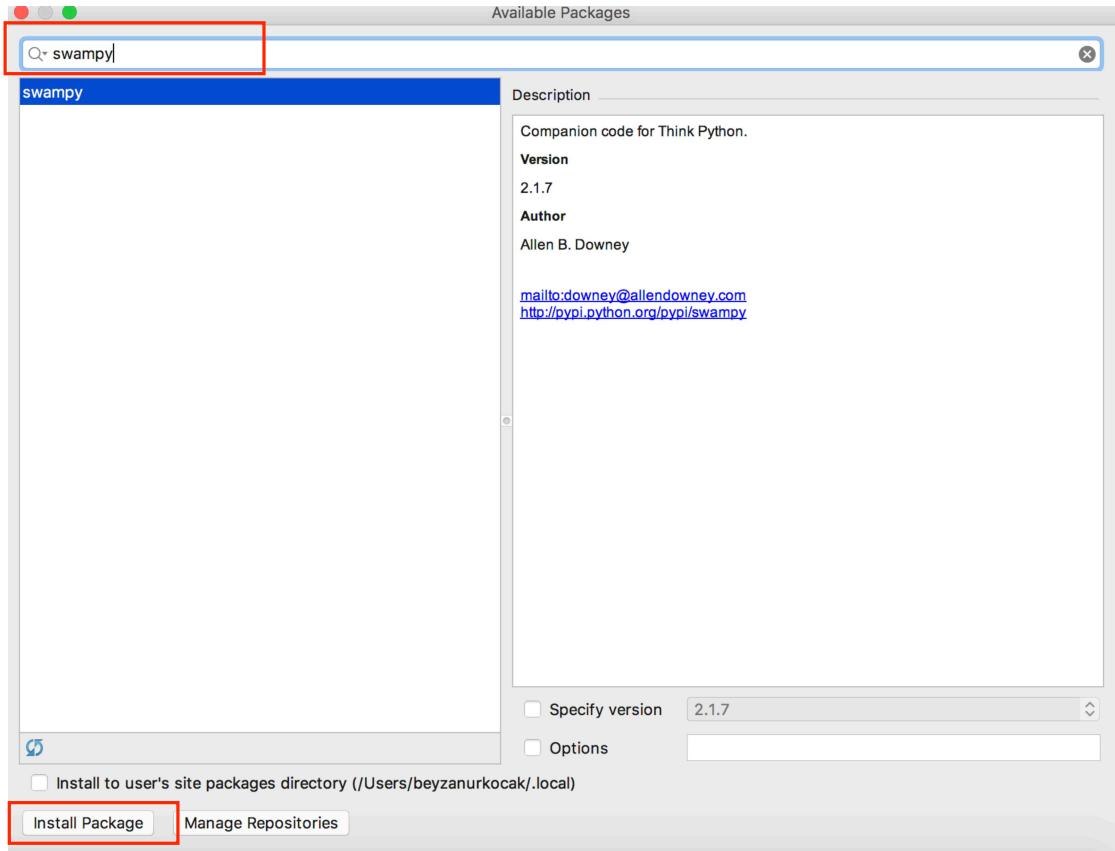 Available Packages
swampy
swampy
Description
Companion code for Think Python.
Version
2.1.7
Author
Allen B. Downey
mailto:downey@allendowney.com
http://pypi.python.org/pypi/swampy
Specify version 2.1.7
Options
Install to user's site packages directory (/Users/beyzanurkocak/.local)
Install Package Manage Repositories